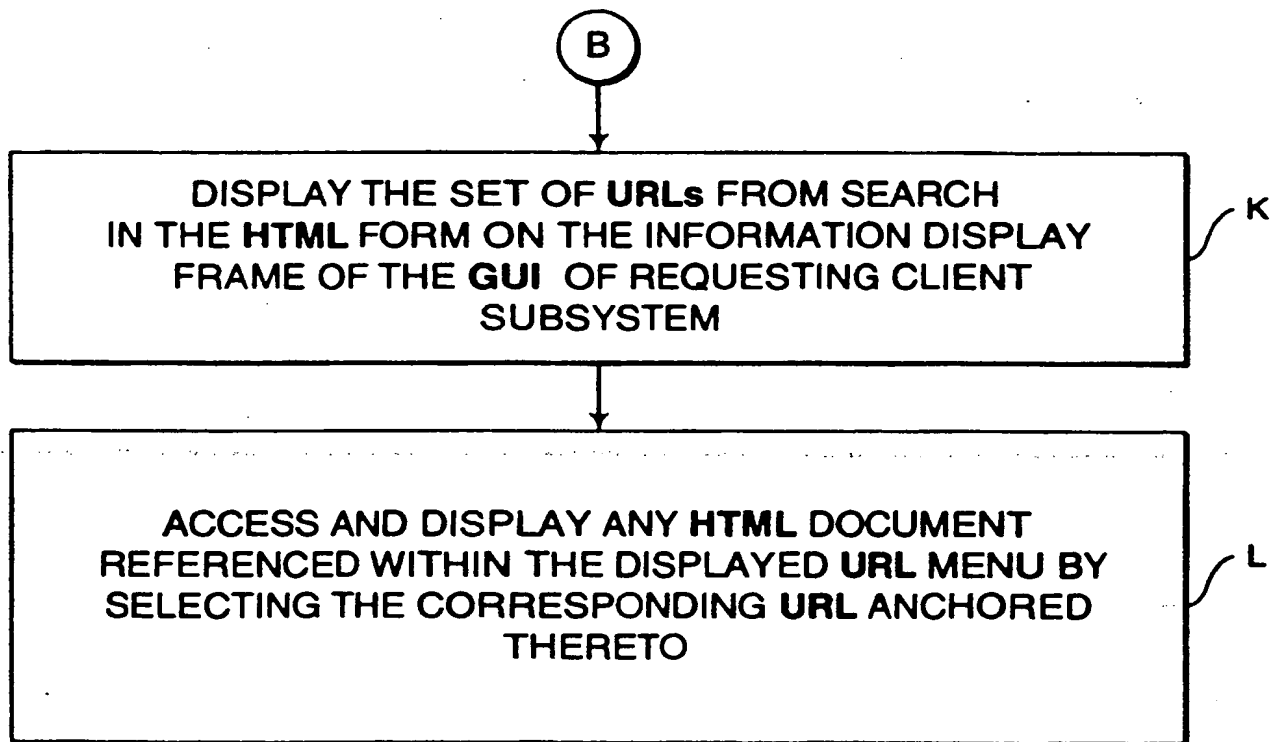 B
DISPLAY THE SET OF URLs FROM SEARCH
IN THE HTML FORM ON THE INFORMATION DISPLAY
FRAME OF THE GUI OF REQUESTING CLIENT
SUBSYSTEM
K
ACCESS AND DISPLAY ANY HTML DOCUMENT
REFERENCED WITHIN THE DISPLAYED URL MENU BY
SELECTING THE CORRESPONDING URL ANCHORED
THERETO
L